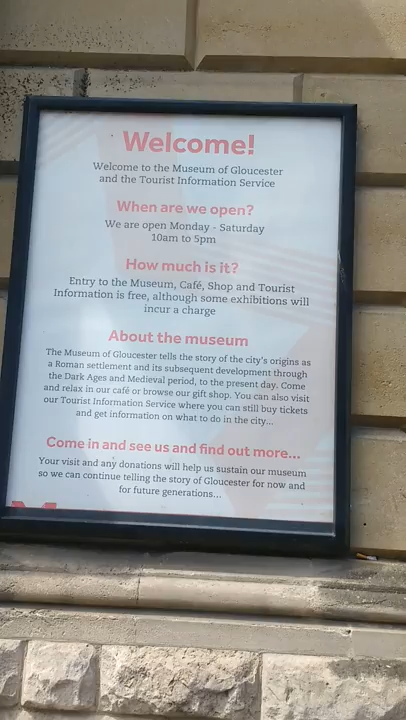 Welcome!
Welcome to the Museum of Gloucester
and the Tourist Information Service
When are we open?
We are open Monday - Saturday
10am to 5pm
How much is it?
Entry to the Museum, Café, Shop and Tourist
Information is free, although some exhibitions will
incur a charge
About the museum
The Museum of Gloucester tells the story of the city's origins as
a Roman settlement and its subsequent development through
the Dark Ages and Medieval period, to the present day. Come
and relax in our café or browse our gift shop. You can also visit
our Tourist Information Service where you can still buy tickets
and get information on what to do in the city...
Come in and see us and find out more...
Your visit and any donations will help us sustain our museum
so we can continue telling the story of Gloucester for now and
for future generations...